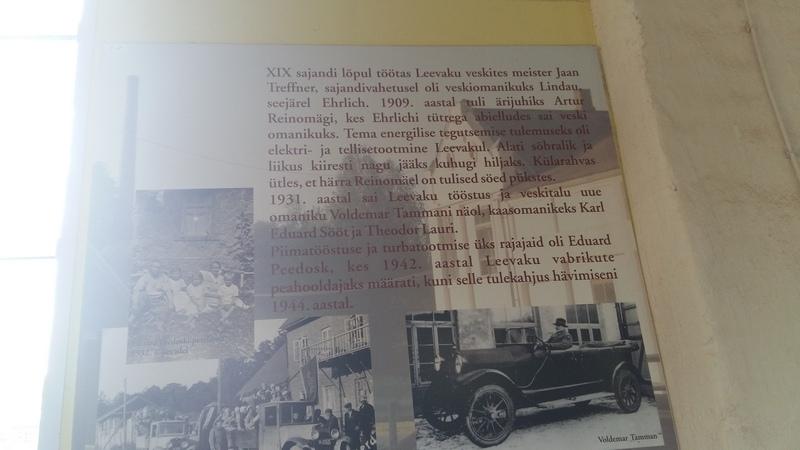 XIX sajandi lõpul töötas Leevaku veskites meister Jaan
Treffner, sajandivahetusel oli veskiomanikuks Lindau,
seejärel Ehrlich. 1909. aastal tuli ärijuhiks Artur
Reinomägi, kes Ehrlichi tütrega abielludes sai veski
omanikuks. Tema energilise tegutsemise tulemuseks oli
elektri- ja tellisetootmine Leevakul. Alati sõbralik ja
liikus kiiresti nagu jääks kuhugi hiljaks. Külarahvas
ütles, et härra Reinomäel on tulised söed pükstes.
1931. aastal sai Leevaku tööstus ja veskitalu uue
omaniku Voldemar Tammani näol, kaasomanikeks Karl
Eduard Sööt ja Theodor Lauri.
Piimatööstuse ja turbatootmise üks rajajaid oli Eduard
Peedosk, kes 1942. aastal Leevaku vabrikute
peahooldajaks määrati, kuni selle tulekahjus hävimiseni
1944. aastal.
Voldemar Tamman